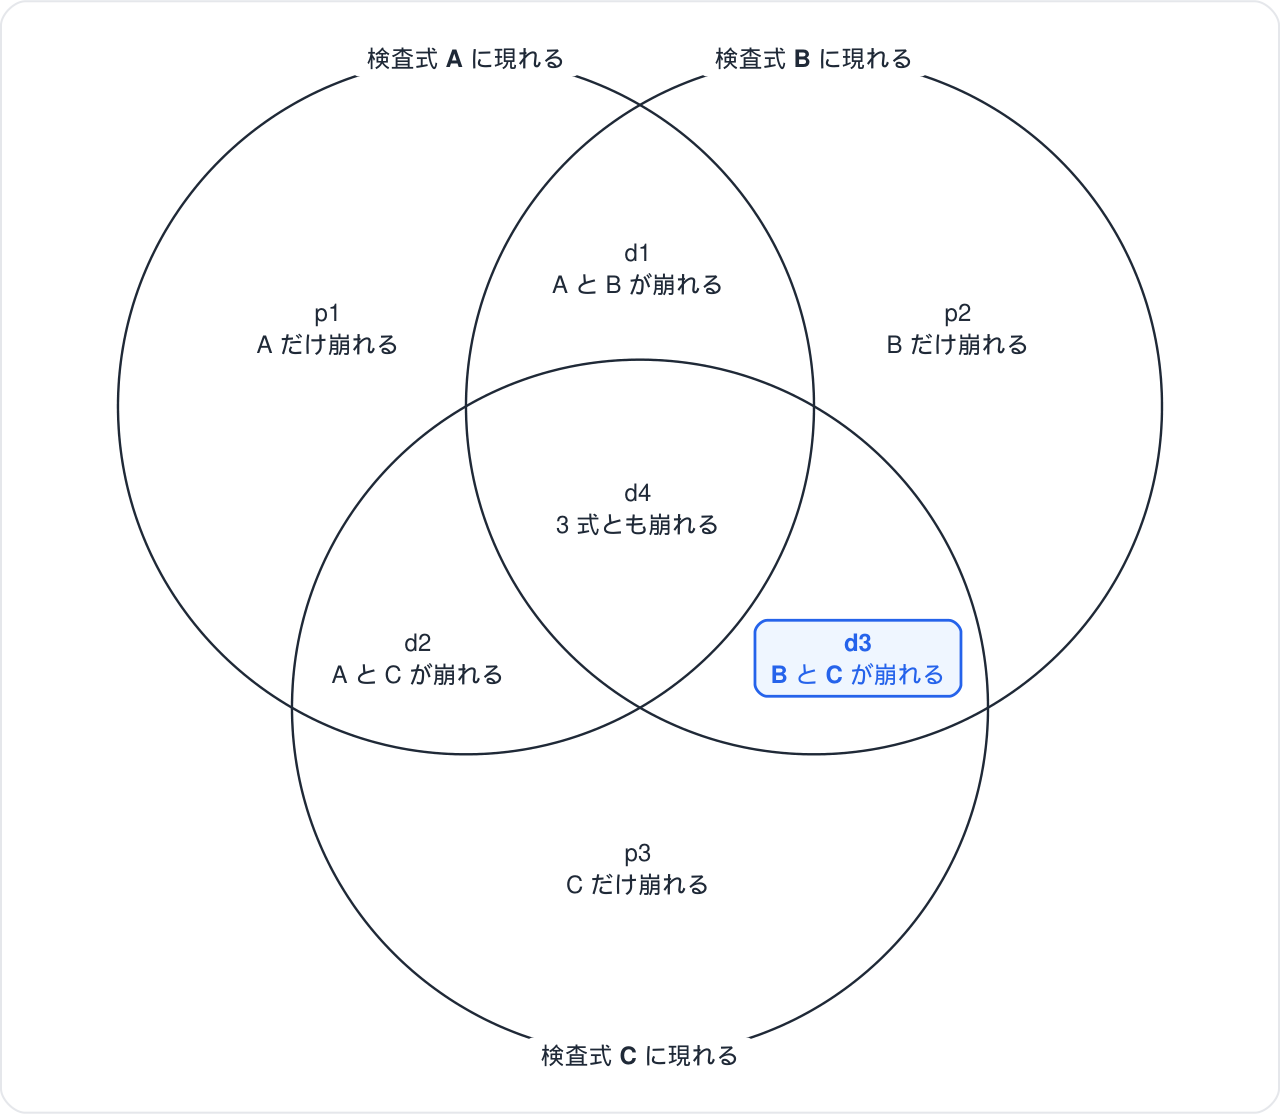 検査式 A に現れる
検査式 B に現れる
d1
A と B が崩れる
p1
A だけ崩れる
p2
B だけ崩れる
d4
3 式とも崩れる
d2
A と C が崩れる
d3
B と C が崩れる
p3
C だけ崩れる
検査式 C に現れる